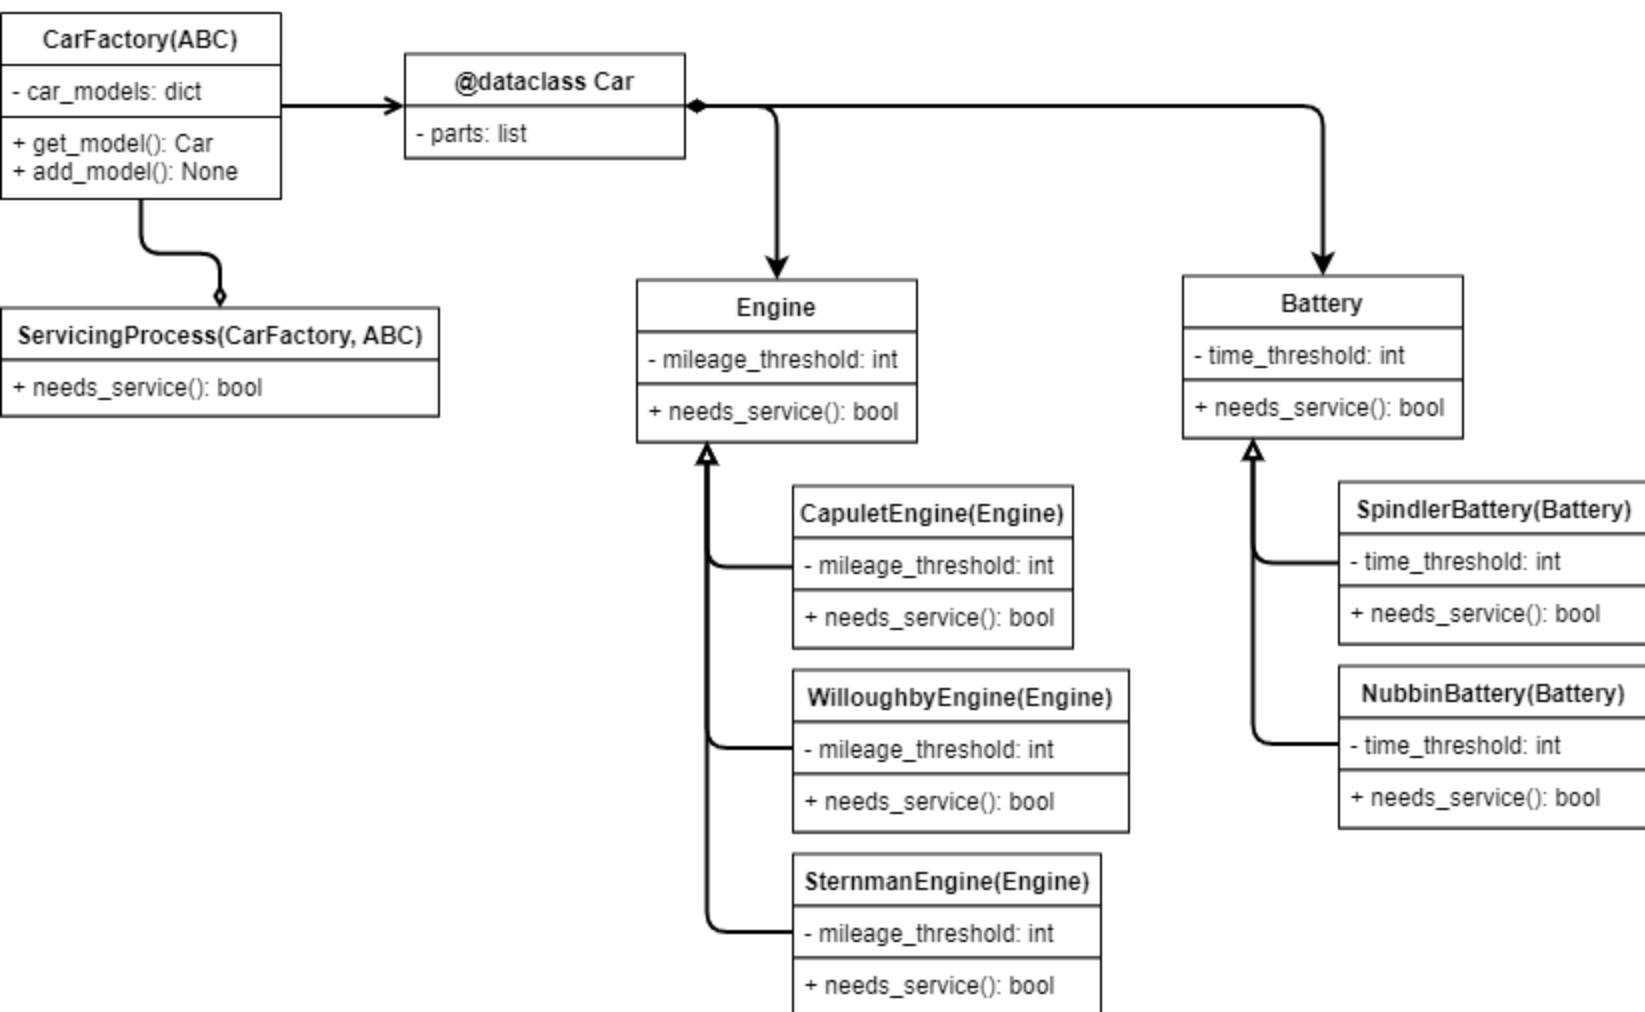 CarFactory(ABC)
- car_models: dict
+ get_model(): Car
+ add_model(): None
@dataclass Car
- parts: list
ServicingProcess(CarFactory, ABC)
+ needs_service(): bool
Engine
- mileage_threshold: int
+ needs_service(): bool
Battery
- time_threshold: int
+ needs_service(): bool
CapuletEngine(Engine)
- mileage_threshold: int
+ needs_service(): bool
WilloughbyEngine(Engine)
- mileage_threshold: int
+ needs_service(): bool
SternmanEngine(Engine)
- mileage_threshold: int
+ needs_service(): bool
SpindlerBattery(Battery)
- time_threshold: int
+ needs_service(): bool
NubbinBattery(Battery)
- time_threshold: int
+ needs_service(): bool